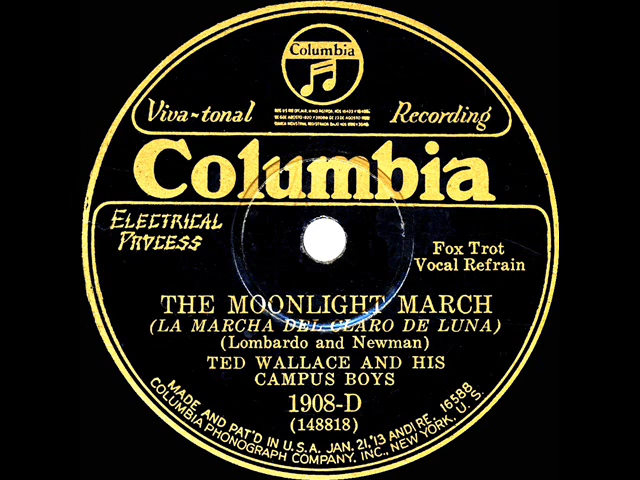 Columbia
Viva-tonal Recording
Columbia
ELECTRICAL
PROCESS
Fox Trot
Vocal Refrain
THE MOONLIGHT MARCH
(LA MARCHA DEL CLARO DE LUNA)
(Lombardo and Newman)
TED WALLACE AND HIS
CAMPUS BOYS
1908-D
(148818)
MADE AND PAT'D IN U.S.A. JAN. 21, '13 AND RE. 16588
COLUMBIA PHONOGRAPH COMPANY, INC., NEW YORK, U. S.